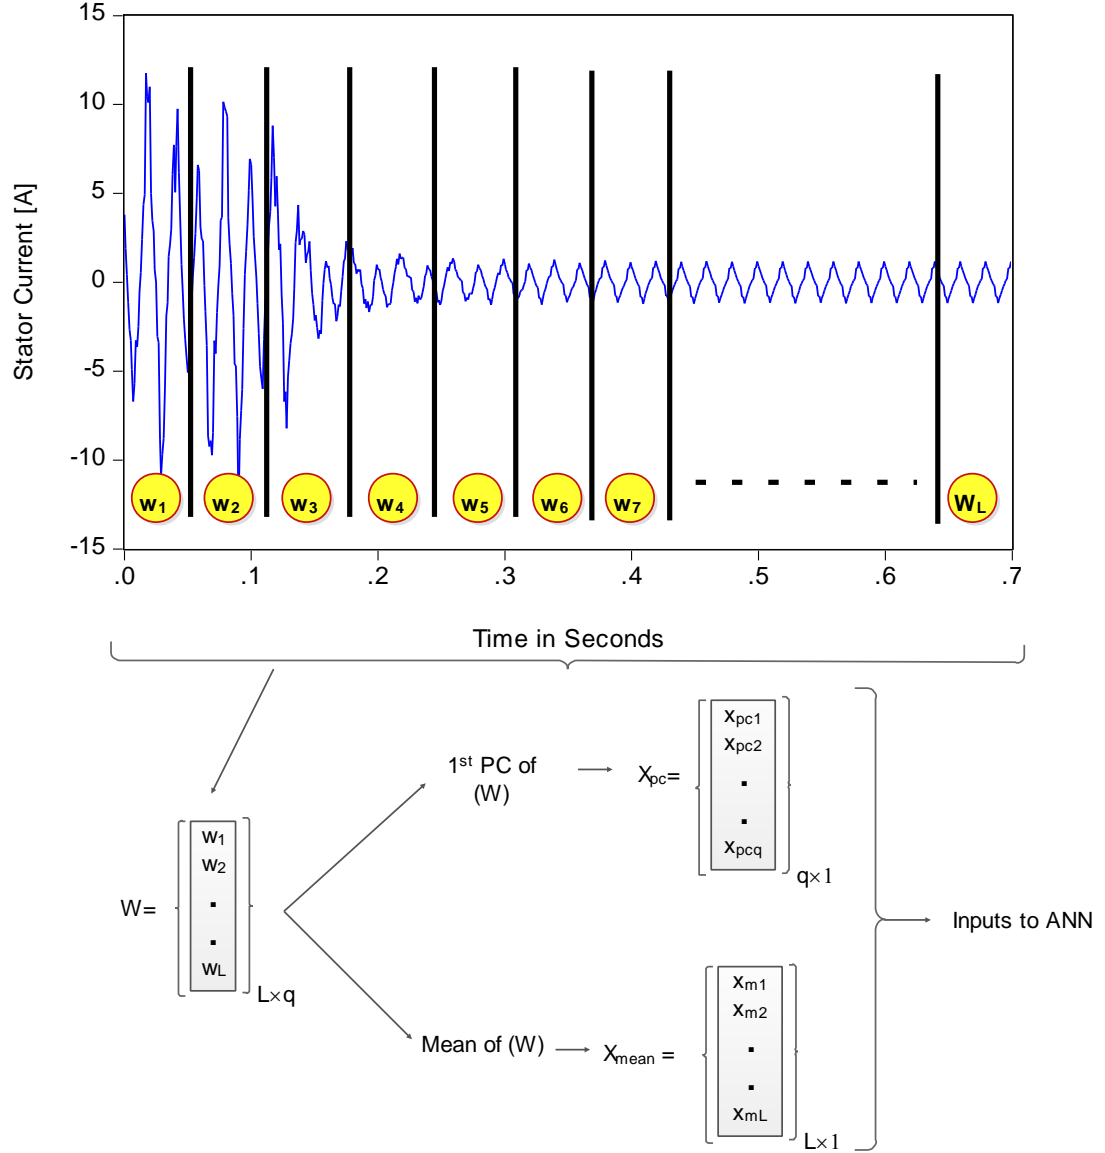 15
10
5
0
-5
-10
-15
Stator Current [A]
w1 w2 w3 w4 w5 w6 w7 WL
.0 .1 .2 .3 .4 .5 .6 .7
Time in Seconds
1st PC of
(W)
Xpc=
xpc1
xpc2
.
.
xpcq
q×1
W=
w1
w2
.
.
wL
L×q
Inputs to ANN
Mean of (W)
Xmean =
xm1
xm2
.
.
xmL
L×1